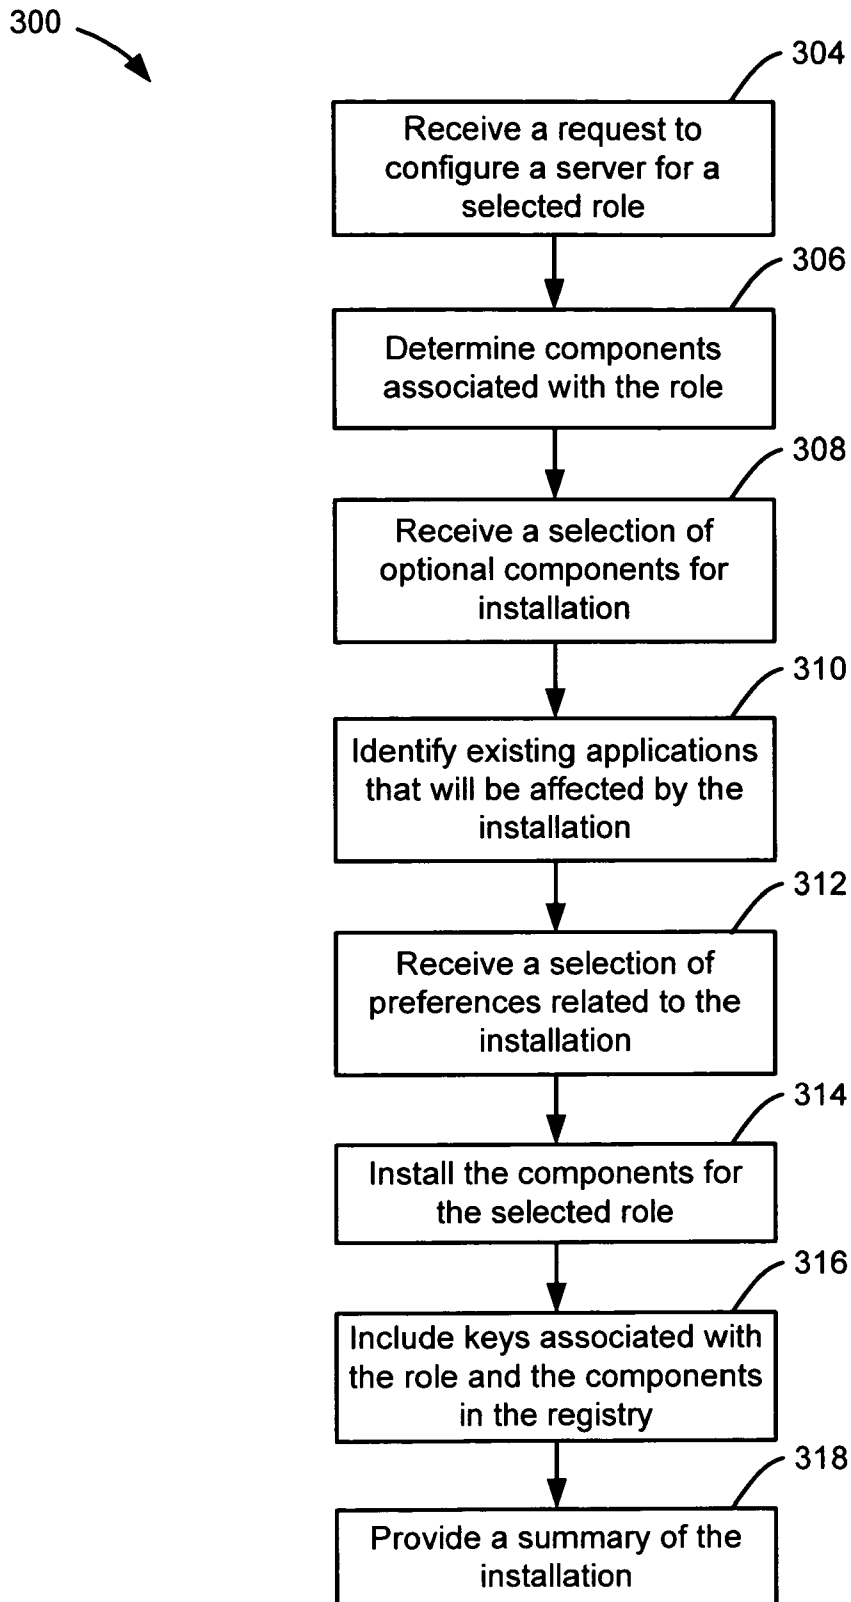 300
304
Receive a request to
configure a server for a
selected role
306
Determine components
associated with the role
308
Receive a selection of
optional components for
installation
310
Identify existing applications
that will be affected by the
installation
312
Receive a selection of
preferences related to the
installation
314
Install the components for
the selected role
316
Include keys associated with
the role and the components
in the registry
318
Provide a summary of the
installation